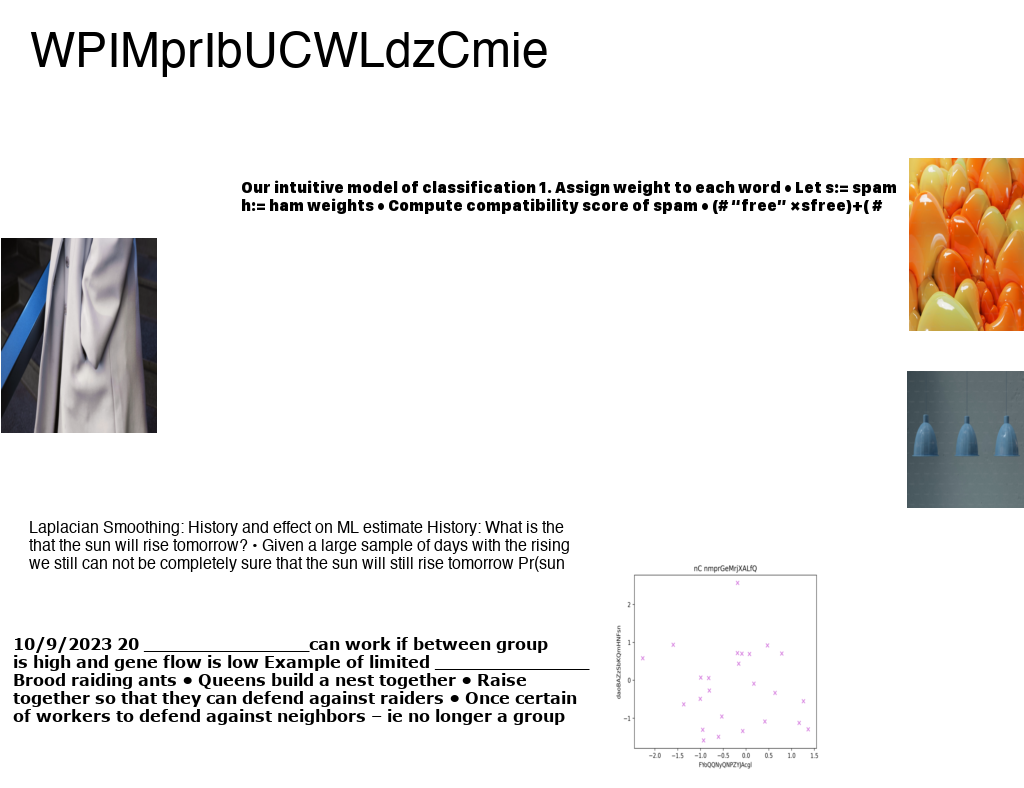 WPIMprIbUCWLdzCmie
Our intuitive model of classification 1. Assign weight to each word • Let s:= spam
h:= ham weights • Compute compatibility score of spam • (# “free” ×sfree)+( #
Laplacian Smoothing: History and effect on ML estimate History: What is the
that the sun will rise tomorrow? • Given a large sample of days with the rising
we still can not be completely sure that the sun will still rise tomorrow Pr(sun
10/9/2023 20 ________________can work if between group
is high and gene flow is low Example of limited _______________
Brood raiding ants • Queens build a nest together • Raise
together so that they can defend against raiders • Once certain
of workers to defend against neighbors – ie no longer a group
nC nmprGeMrjXALfQ
daoBAZzSbKQmHNFsn
2
1
0
−1
−2.0 −1.5 −1.0 −0.5 0.0 0.5 1.0 1.5
FYoQQNyQNPZYJAcgI